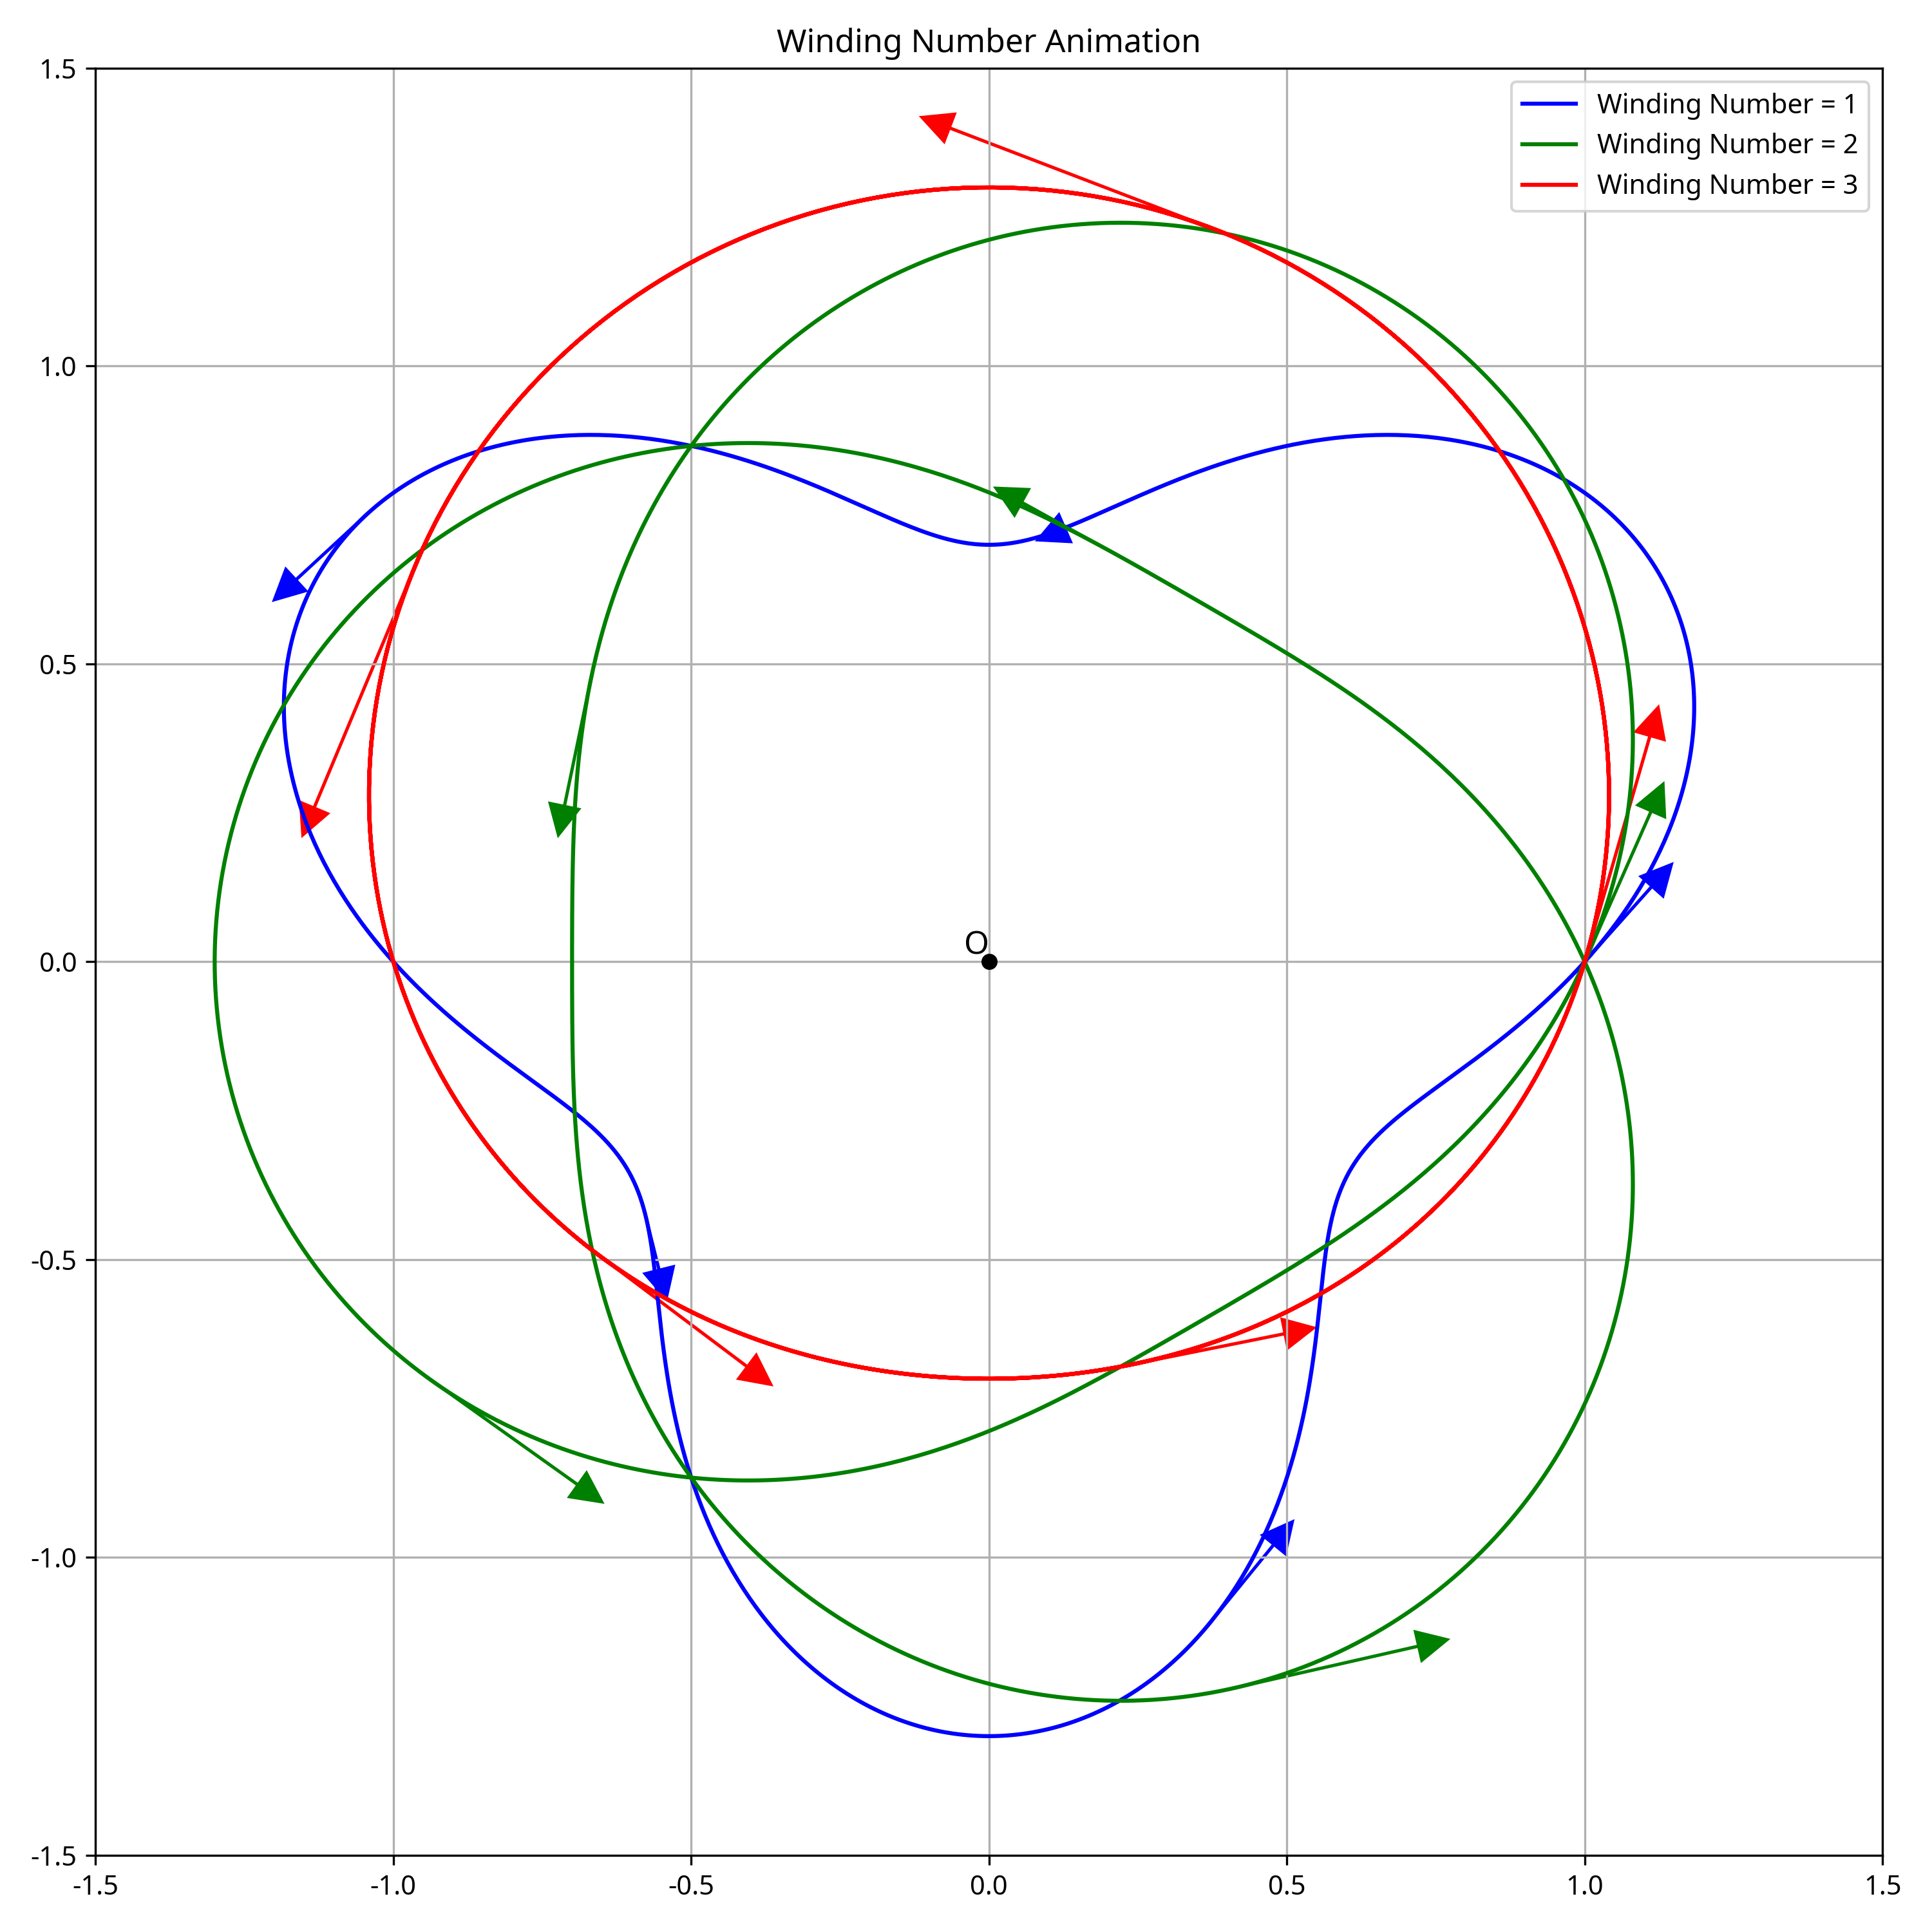 Winding Number Animation
Winding Number = 1
Winding Number = 2
Winding Number = 3
1.5
1.0
0.5
0.0
-0.5
-1.0
-1.5
O
-1.5 -1.0 -0.5 0.0 0.5 1.0 1.5